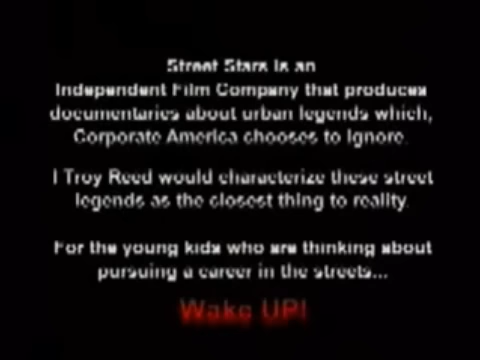 Street Stars is an
Independent Film Company that produces
documentaries about urban legends which,
Corporate America chooses to Ignore.
I Troy Reed would characterize these street
legends as the closest thing to reality.
For the young kids who are thinking about
pursuing a career in the streets...
Wake UP!